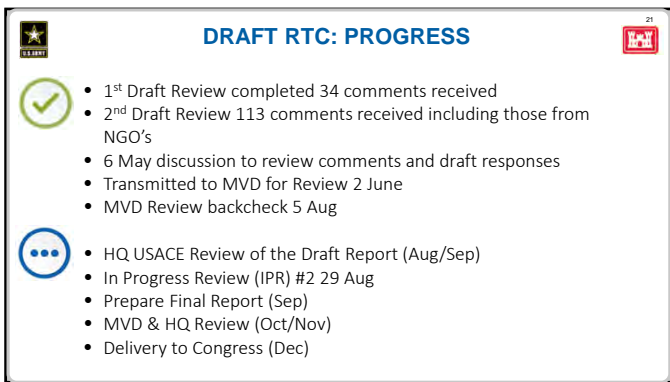 21
DRAFT RTC: PROGRESS
U.S. ARMY
• 1st Draft Review completed 34 comments received
• 2nd Draft Review 113 comments received including those from
NGO's
• 6 May discussion to review comments and draft responses
• Transmitted to MVD for Review 2 June
• MVD Review backcheck 5 Aug
• HQ USACE Review of the Draft Report (Aug/Sep)
• In Progress Review (IPR) #2 29 Aug
• Prepare Final Report (Sep)
• MVD & HQ Review (Oct/Nov)
• Delivery to Congress (Dec)